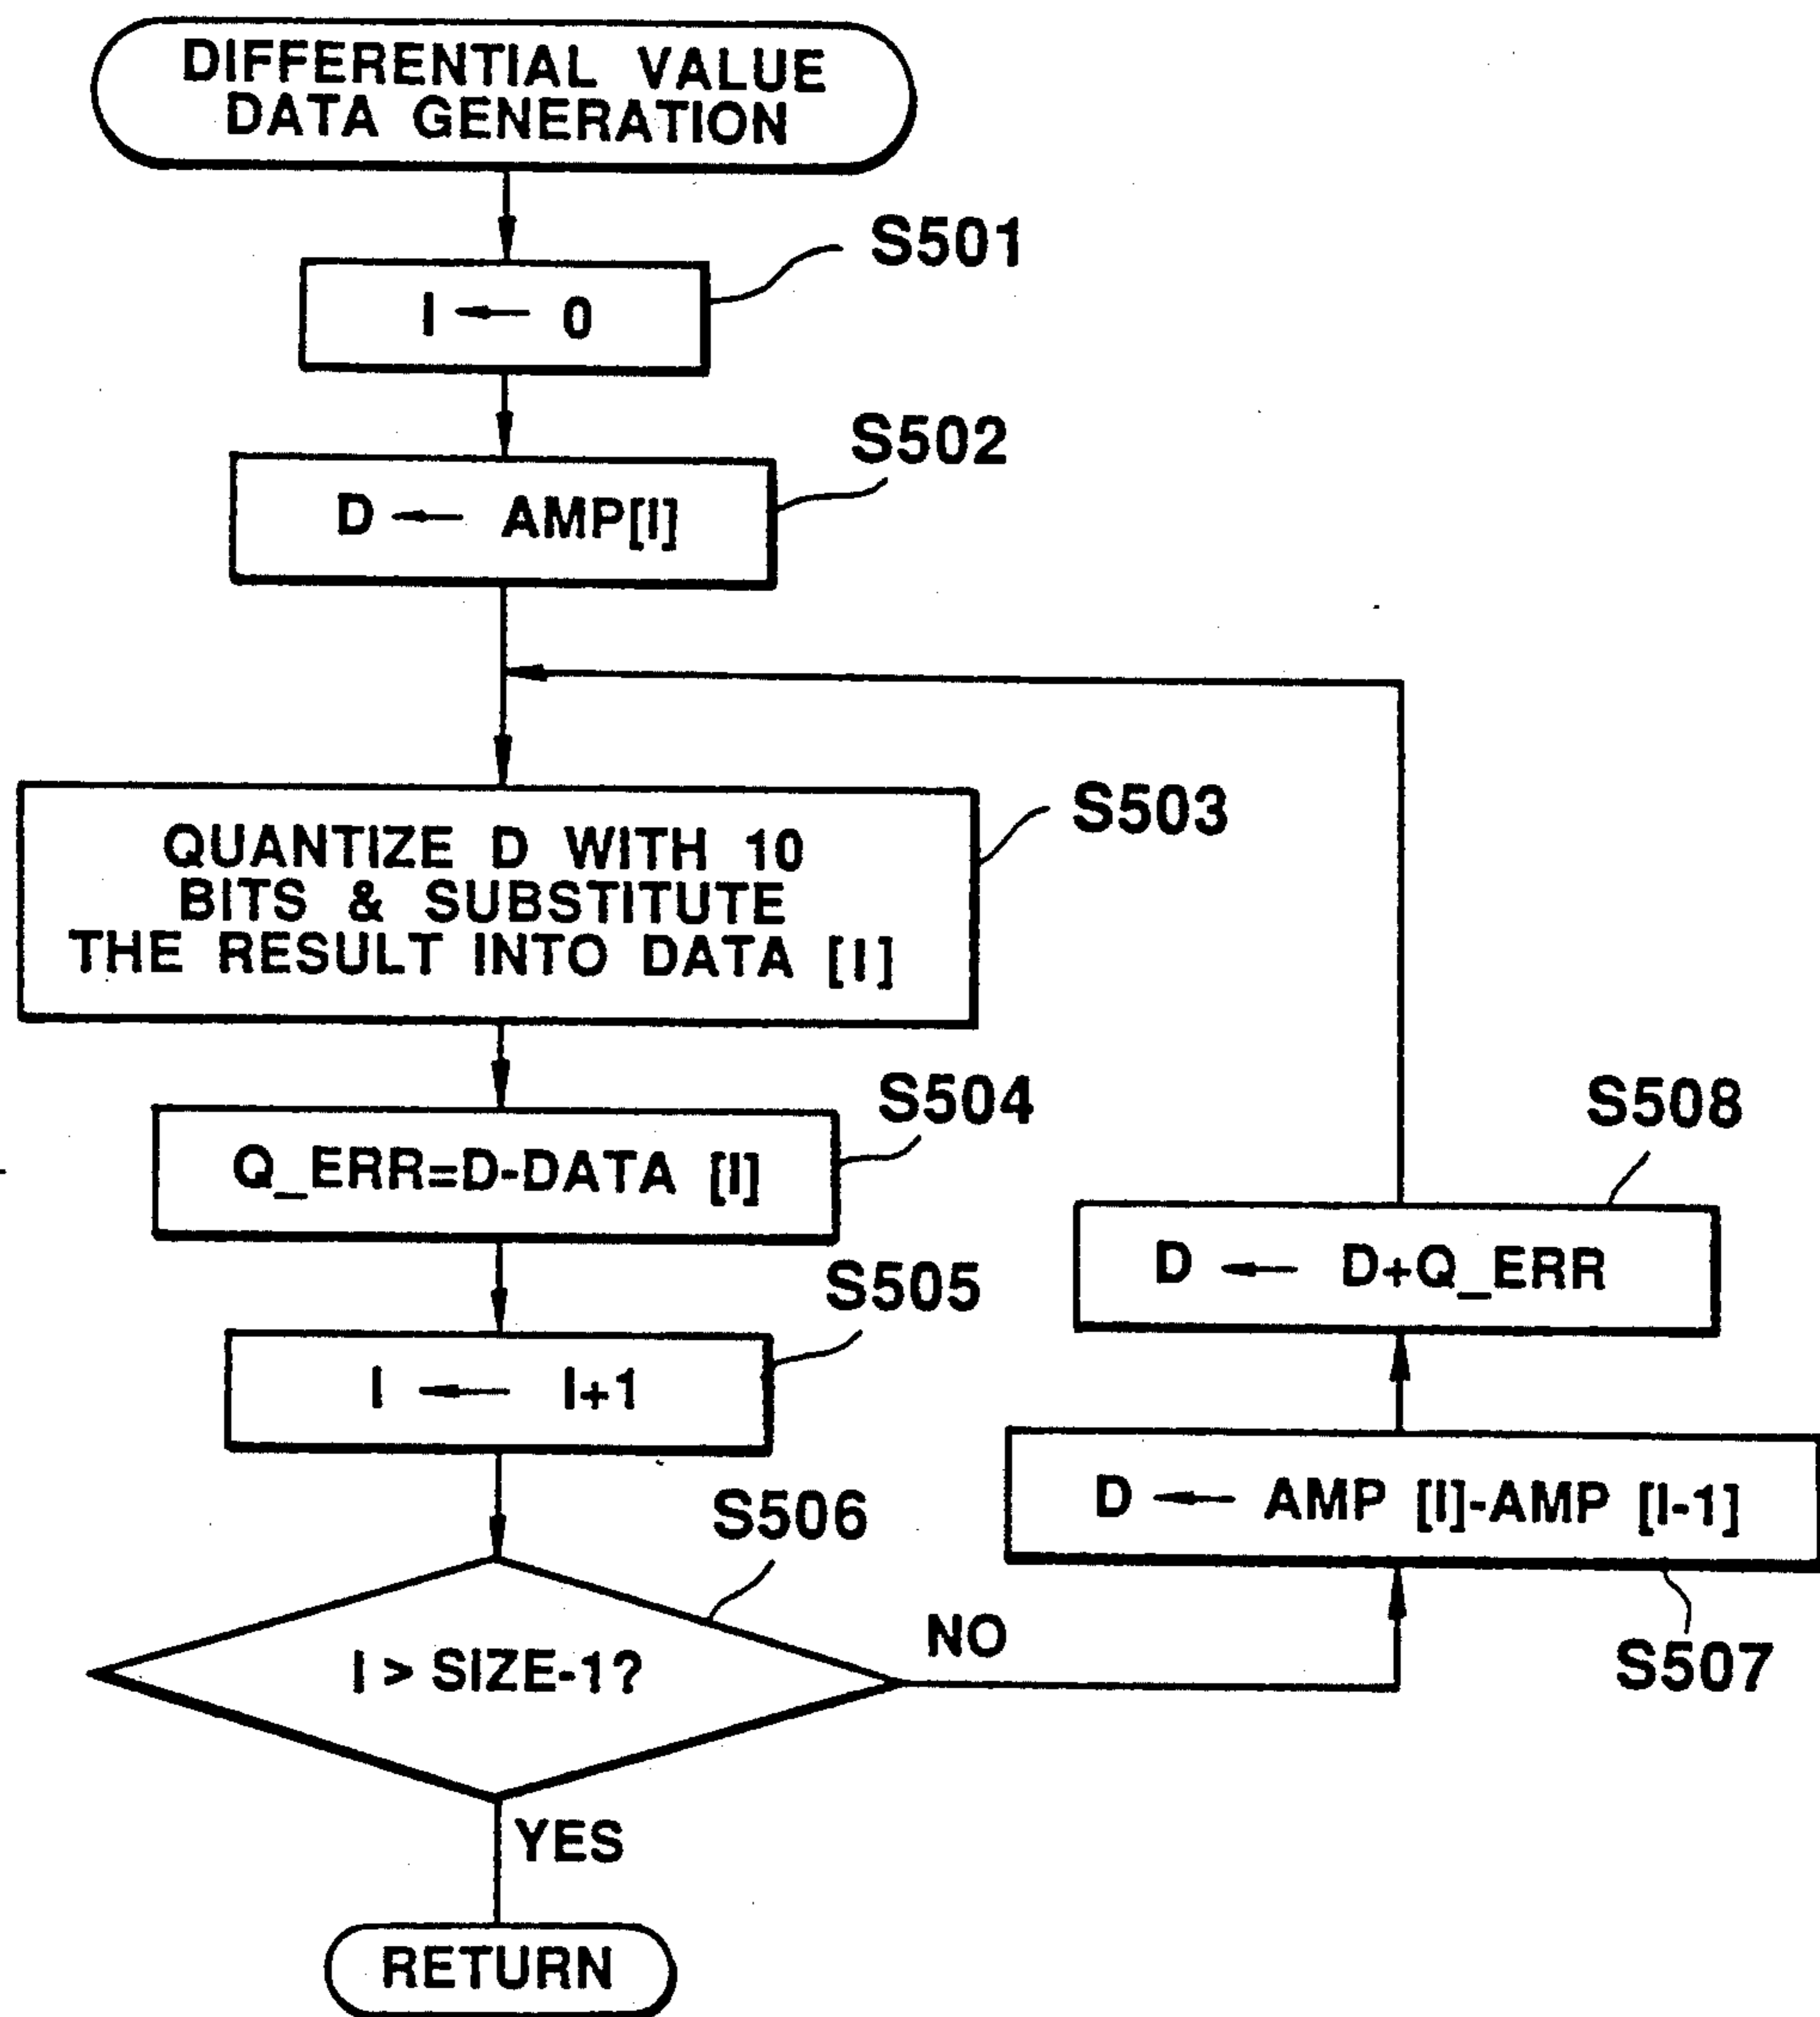 DIFFERENTIAL VALUE
DATA GENERATION
S501
I ← 0
S502
D ← AMP[I]
S503
QUANTIZE D WITH 10
BITS & SUBSTITUTE
THE RESULT INTO DATA [I]
S504
Q_ERR=D-DATA [I]
S505
I ← I+1
S506
I > SIZE-1?
NO
YES
RETURN
S507
D ← AMP [I]-AMP [I-1]
S508
D ← D+Q_ERR